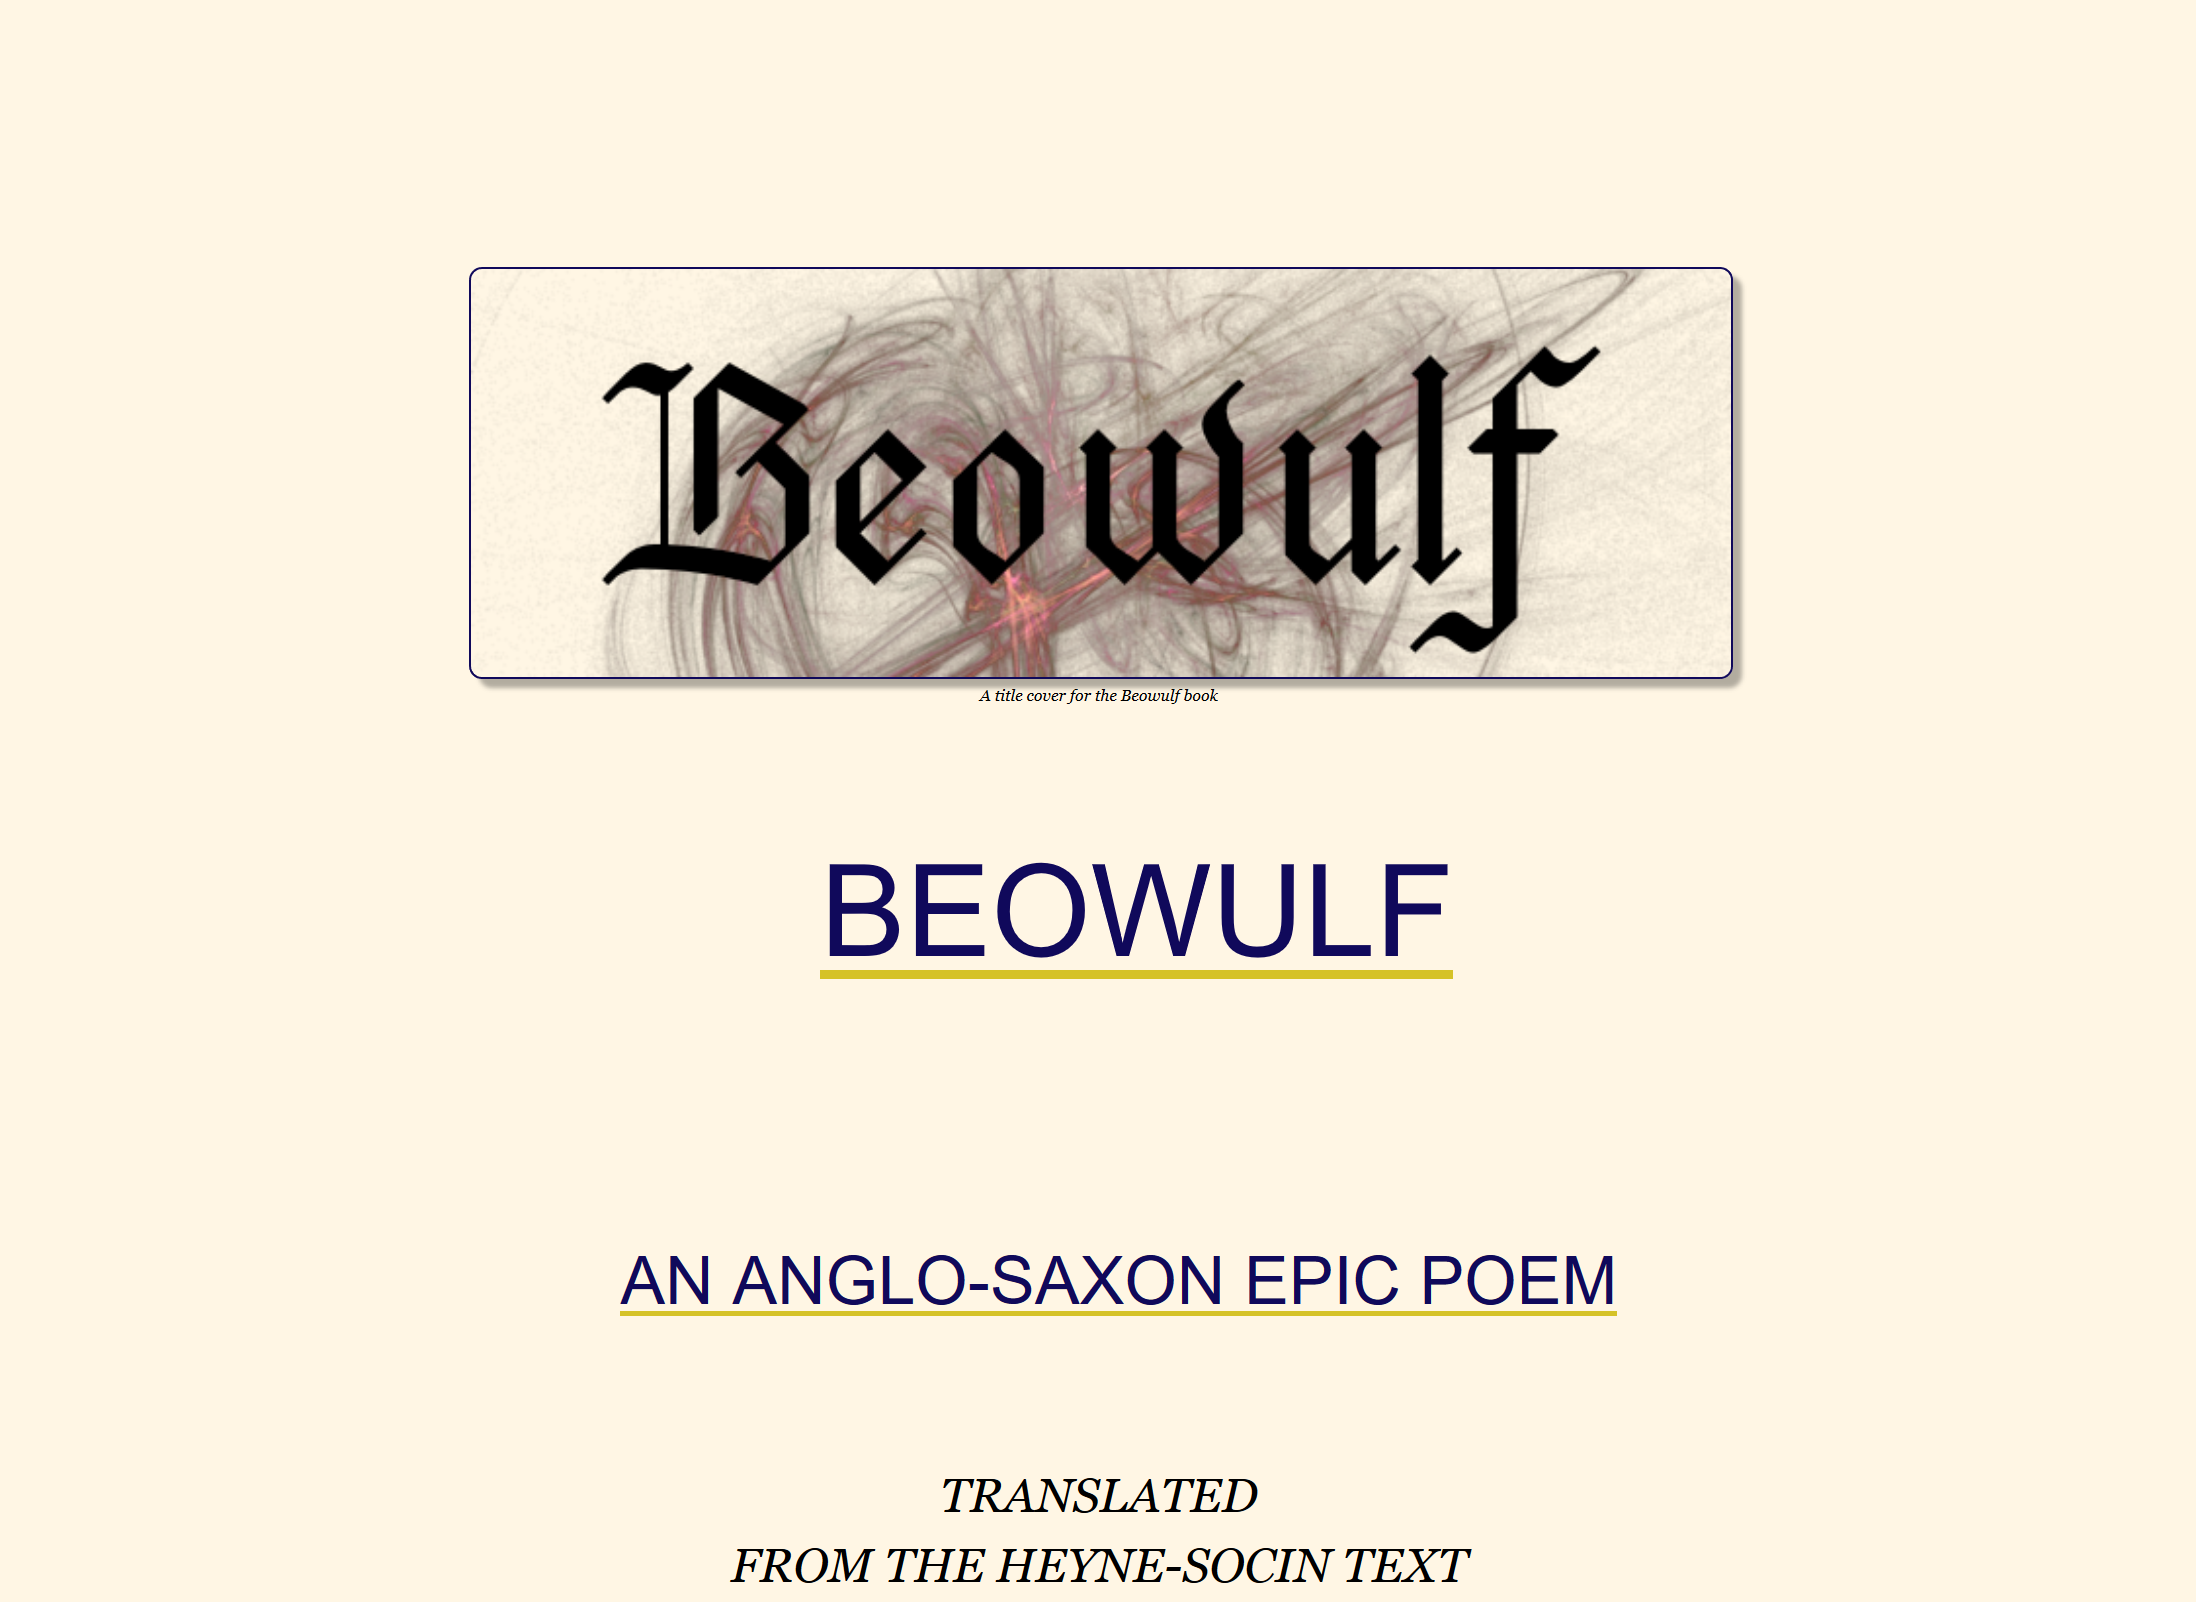 Beowulf
A title cover for the Beowulf book
BEOWULF
AN ANGLO-SAXON EPIC POEM
TRANSLATED
FROM THE HEYNE-SOCIN TEXT